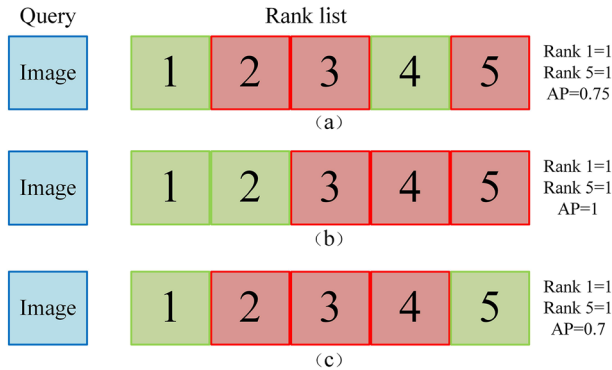 Query Rank list
Image 1 2 3 4 5 Rank 1=1
Rank 5=1
AP=0.75
(a)
Image 1 2 3 4 5 Rank 1=1
Rank 5=1
AP=1
(b)
Image 1 2 3 4 5 Rank 1=1
Rank 5=1
AP=0.7
(c)